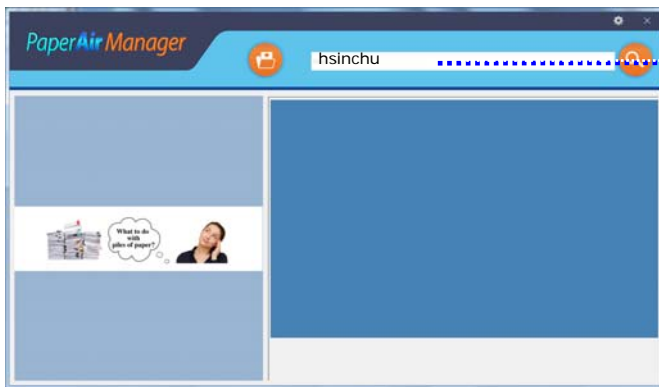 PaperAir Manager
hsinchu
What to do
with
piles of paper?